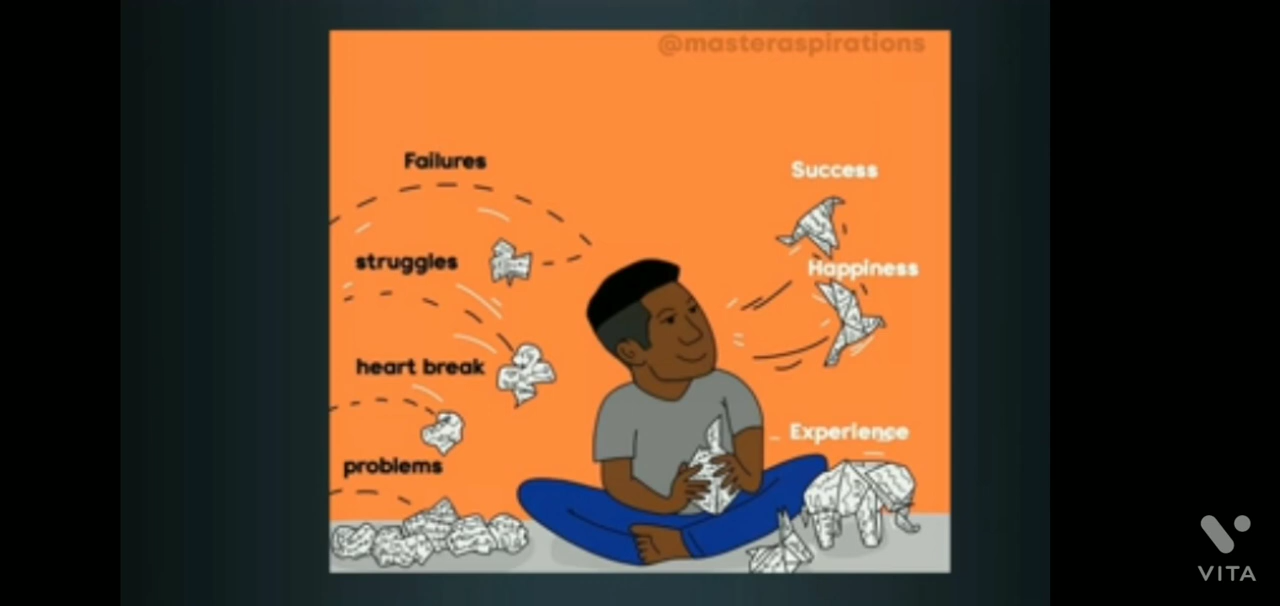 @masteraspirations
Failures
struggles
heart break
problems
Success
Happiness
Experience
VITA